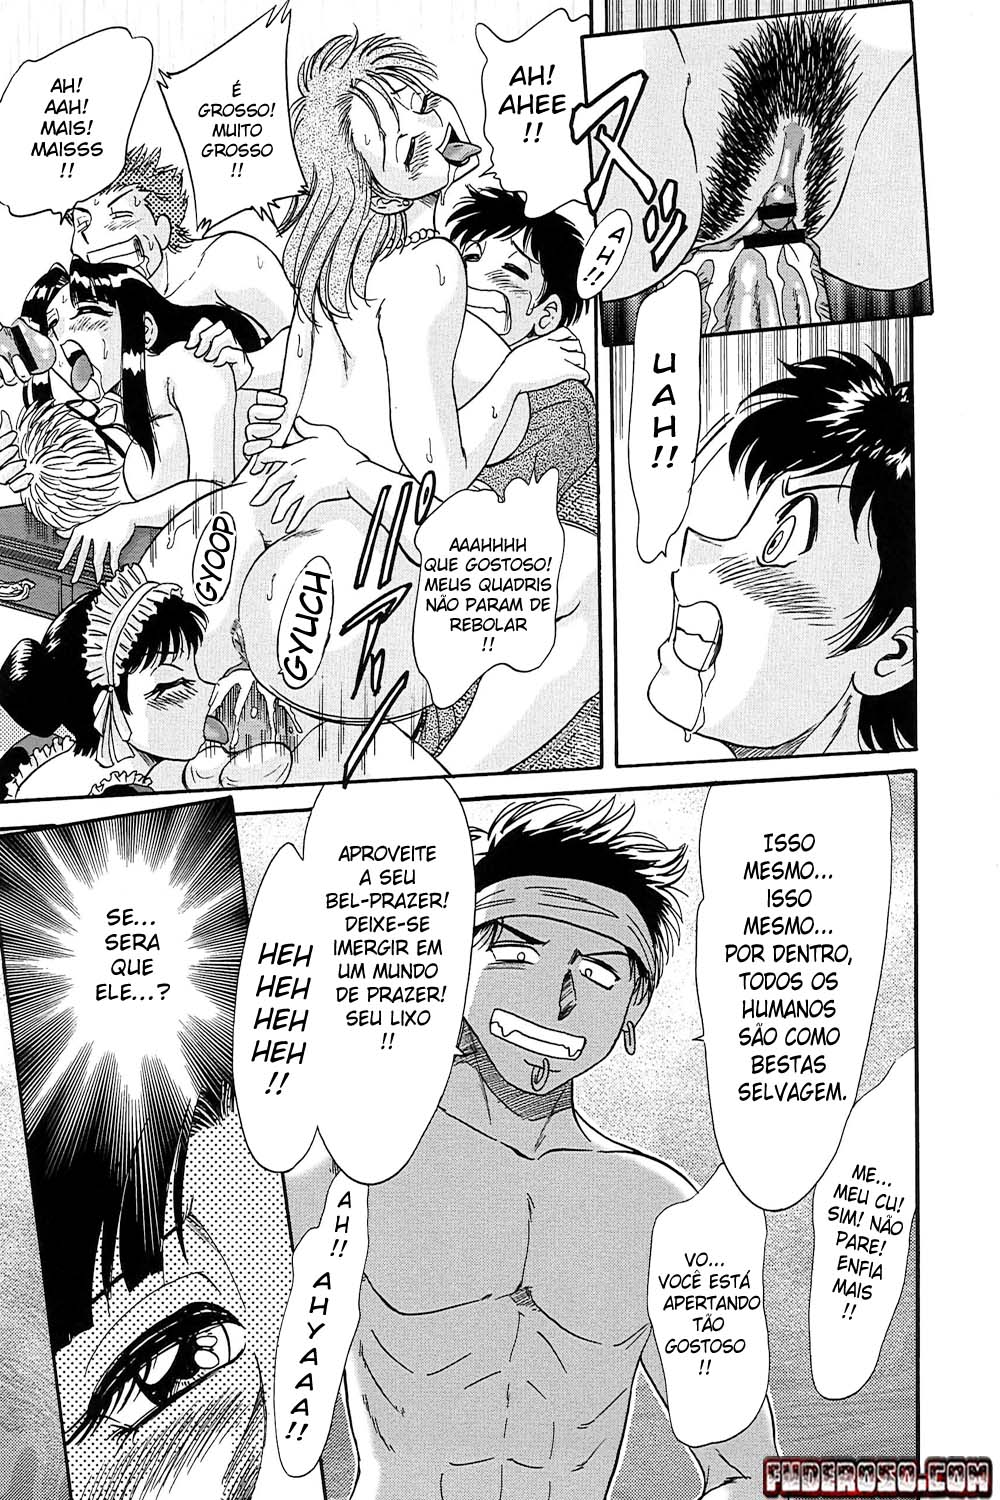 UAH!!
AH!
AHEE
!!
AH!!
É
GROSSO!
MUITO
GROSSO
!!
AH!
AAH!
MAIS!
MAISSS
!!
AAAHHHH
QUE GOSTOSO!
MEUS QUADRIS
NÃO PARAM DE
REBOLAR
!!
GYOOP
GYUCH
ISSO
MESMO...
ISSO
MESMO...
POR DENTRO,
TODOS OS
HUMANOS
SÃO COMO
BESTAS
SELVAGEM.
ME...
MEU CU!
SIM! NÃO
PARE!
ENFIA
MAIS
!!
VO...
VOCÊ ESTÁ
APERTANDO
TÃO
GOSTOSO
!!
APROVEITE
A SEU
BEL-PRAZER!
DEIXE-SE
IMERGIR EM
UM MUNDO
DE PRAZER!
SEU LIXO
!!
HEH
HEH
HEH
HEH
!!
AH!! AHYAAA!!
SE...
SERA
QUE
ELE...?
FUDEROSO.COM